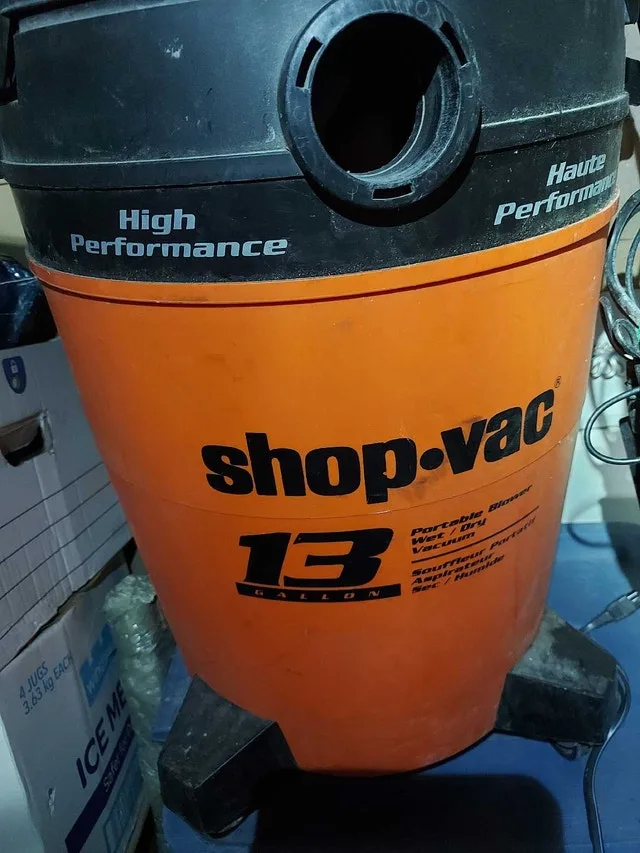 High
Performance
Haute
Performance
shop•vac®
13
GALLON
Portable Blower
Wet / Dry
Vacuum
Souffleur Portatif
Aspirateur
Sec / Humide
4 JUGS
3.63 kg EACH
ICE ME